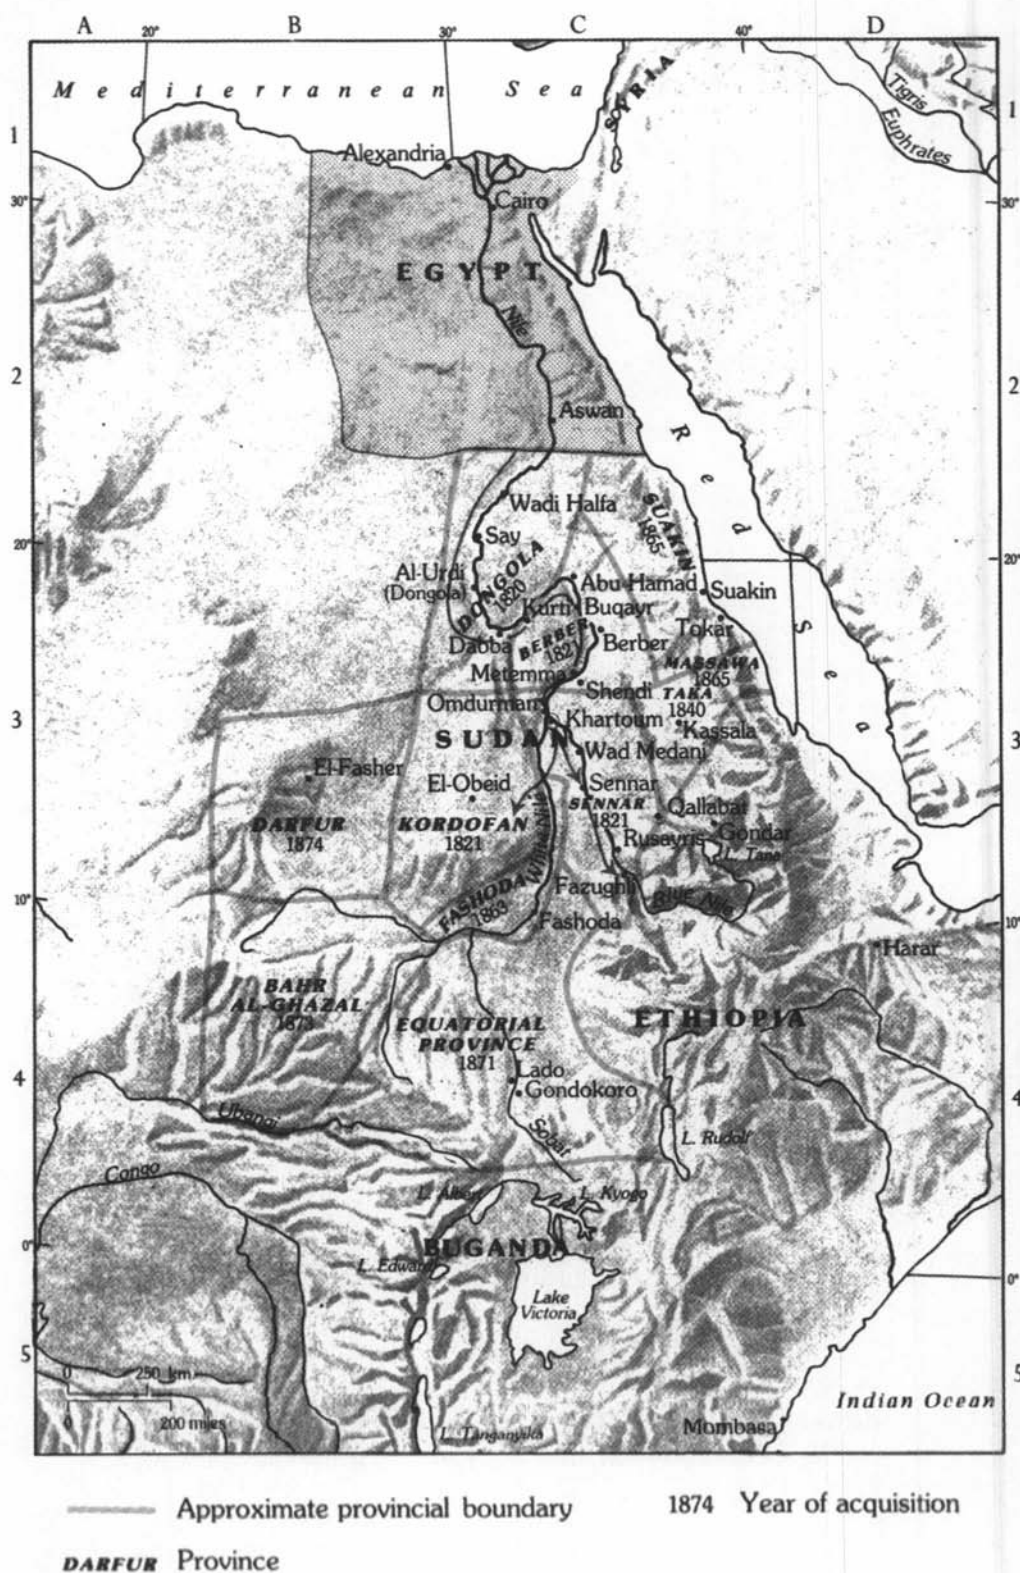 A B C D
20° 30° 40°
Mediterranean Sea
SYRIA
Tigris
Euphrates
1 1
Alexandria
30° 30°
Cairo
EGYPT
Nile
2 2
Aswan
Red Sea
Wadi Halfa
SUAKIN
1865
20° 20°
Say
Al-Urdi
(Dongola)
DONGOLA
1820
Abu Hamad
Suakin
Kurti
Buqayr
Tokar
Dabba
BERBER
1821
Berber
Metemma
MASSAWA
1865
Shendi
TAKA
1840
Omdurman
Khartoum
Kassala
3 3
SUDAN
Wad Medani
El-Fasher
El-Obeid
Sennar
SENNAR
1821
Qallabat
DARFUR
1874
KORDOFAN
1821
White Nile
Rusayris
Gondar
L. Tana
10° 10°
FASHODA
1863
Fazughli
Blue Nile
Fashoda
Harar
BAHR
AL-GHAZAL
1873
EQUATORIAL
PROVINCE
1871
ETHIOPIA
4 4
Lado
Gondokoro
Ubangi
Sobat
L. Rudolf
Congo
L. Albert
L. Kyogo
0° 0°
BUGANDA
L. Edward
Lake
Victoria
5 5
0 250 km
0 200 miles
Indian Ocean
L. Tanganyika
Mombasa
Approximate provincial boundary
1874 Year of acquisition
DARFUR Province